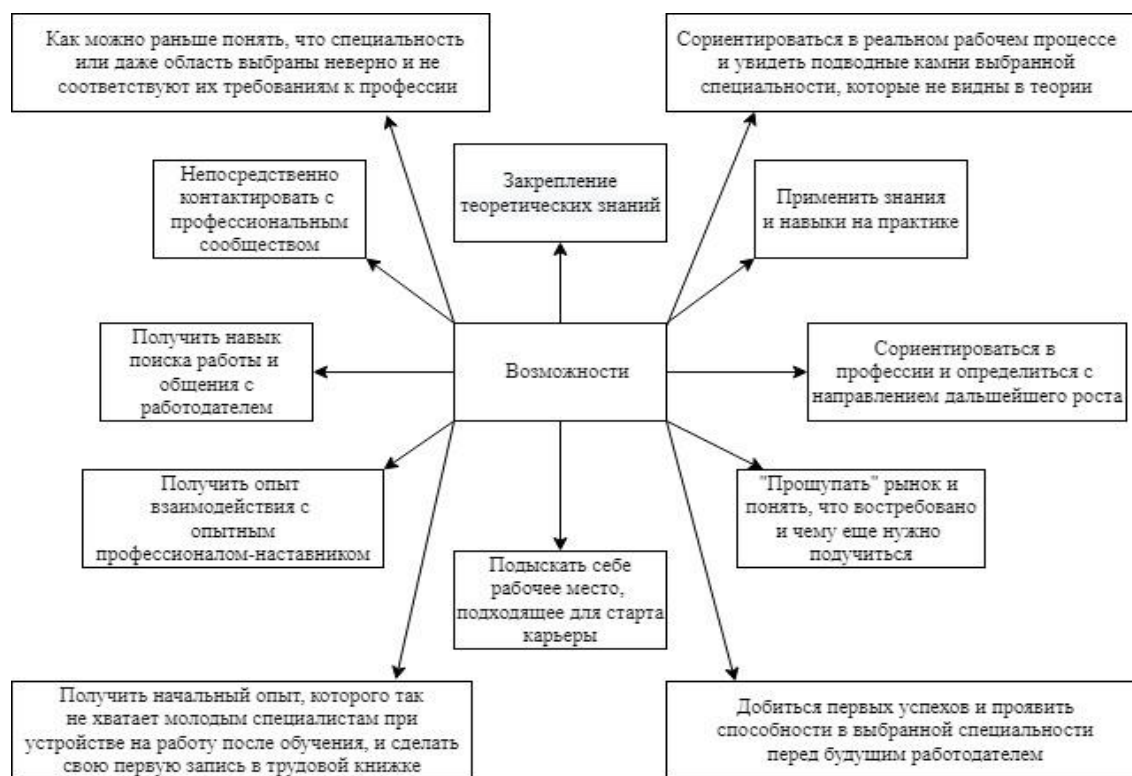 Как можно раньше понять, что специальность
или даже область выбраны неверно и не
соответствуют их требованиям к профессии
Сориентироваться в реальном рабочем процессе
и увидеть подводные камни выбранной
специальности, которые не видны в теории
Непосредственно
контактировать с
профессиональным
сообществом
Закрепление
теоретических знаний
Применить знания
и навыки на практике
Получить навык
поиска работы и
общения с
работодателем
Возможности
Сориентироваться в
профессии и определиться с
направлением дальшейшего роста
Получить опыт
взаимодействия с
опытным
профессионалом-наставником
Подыскать себе
рабочее место,
подходящее для старта
карьеры
"Прощупать" рынок и
понять, что востребовано
и чему еще нужно
подучиться
Получить начальный опыт, которого так
не хватает молодым специалистам при
устройстве на работу после обучения, и сделать
свою первую запись в трудовой книжке
Добиться первых успехов и проявить
способности в выбранной специальности
перед будущим работодателем